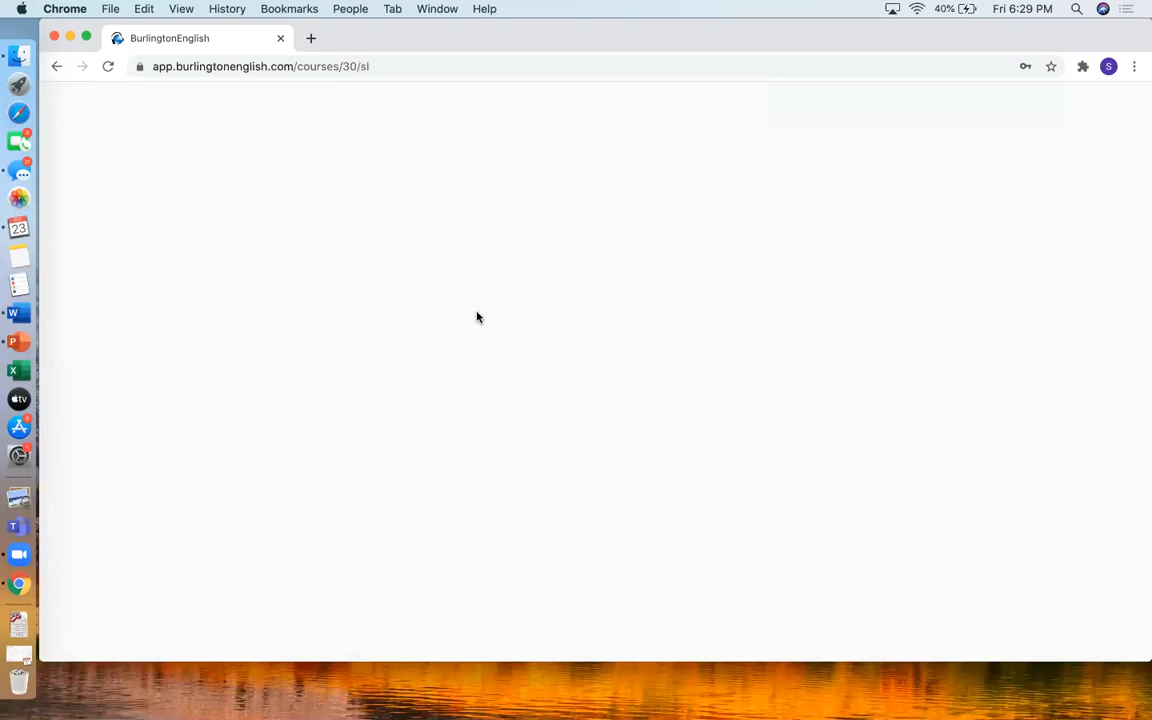 Chrome File Edit View History Bookmarks People Tab Window Help 40% Fri 6:29 PM
BurlingtonEnglish
app.burlingtonenglish.com/courses/30/sl
S
23
W
P
X
tv
T